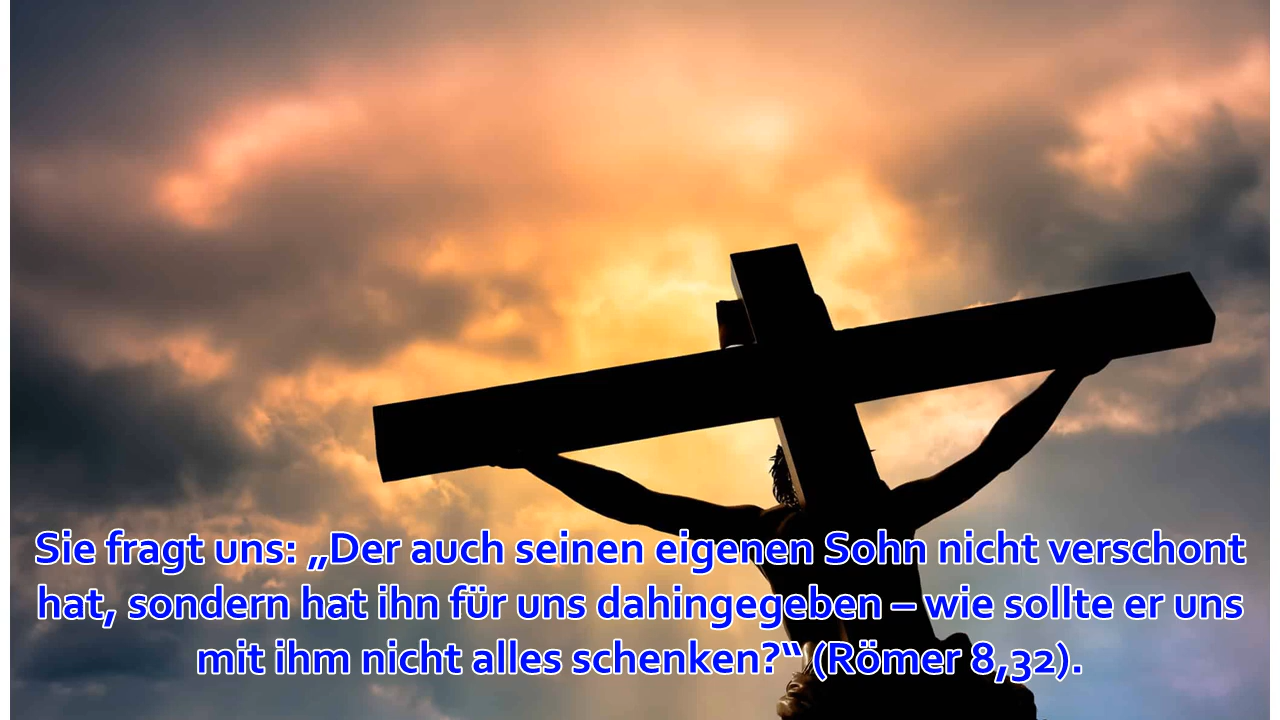 Sie fragt uns: „Der auch seinen eigenen Sohn nicht verschont
hat, sondern hat ihn für uns dahingegeben – wie sollte er uns
mit ihm nicht alles schenken?“ (Römer 8,32).